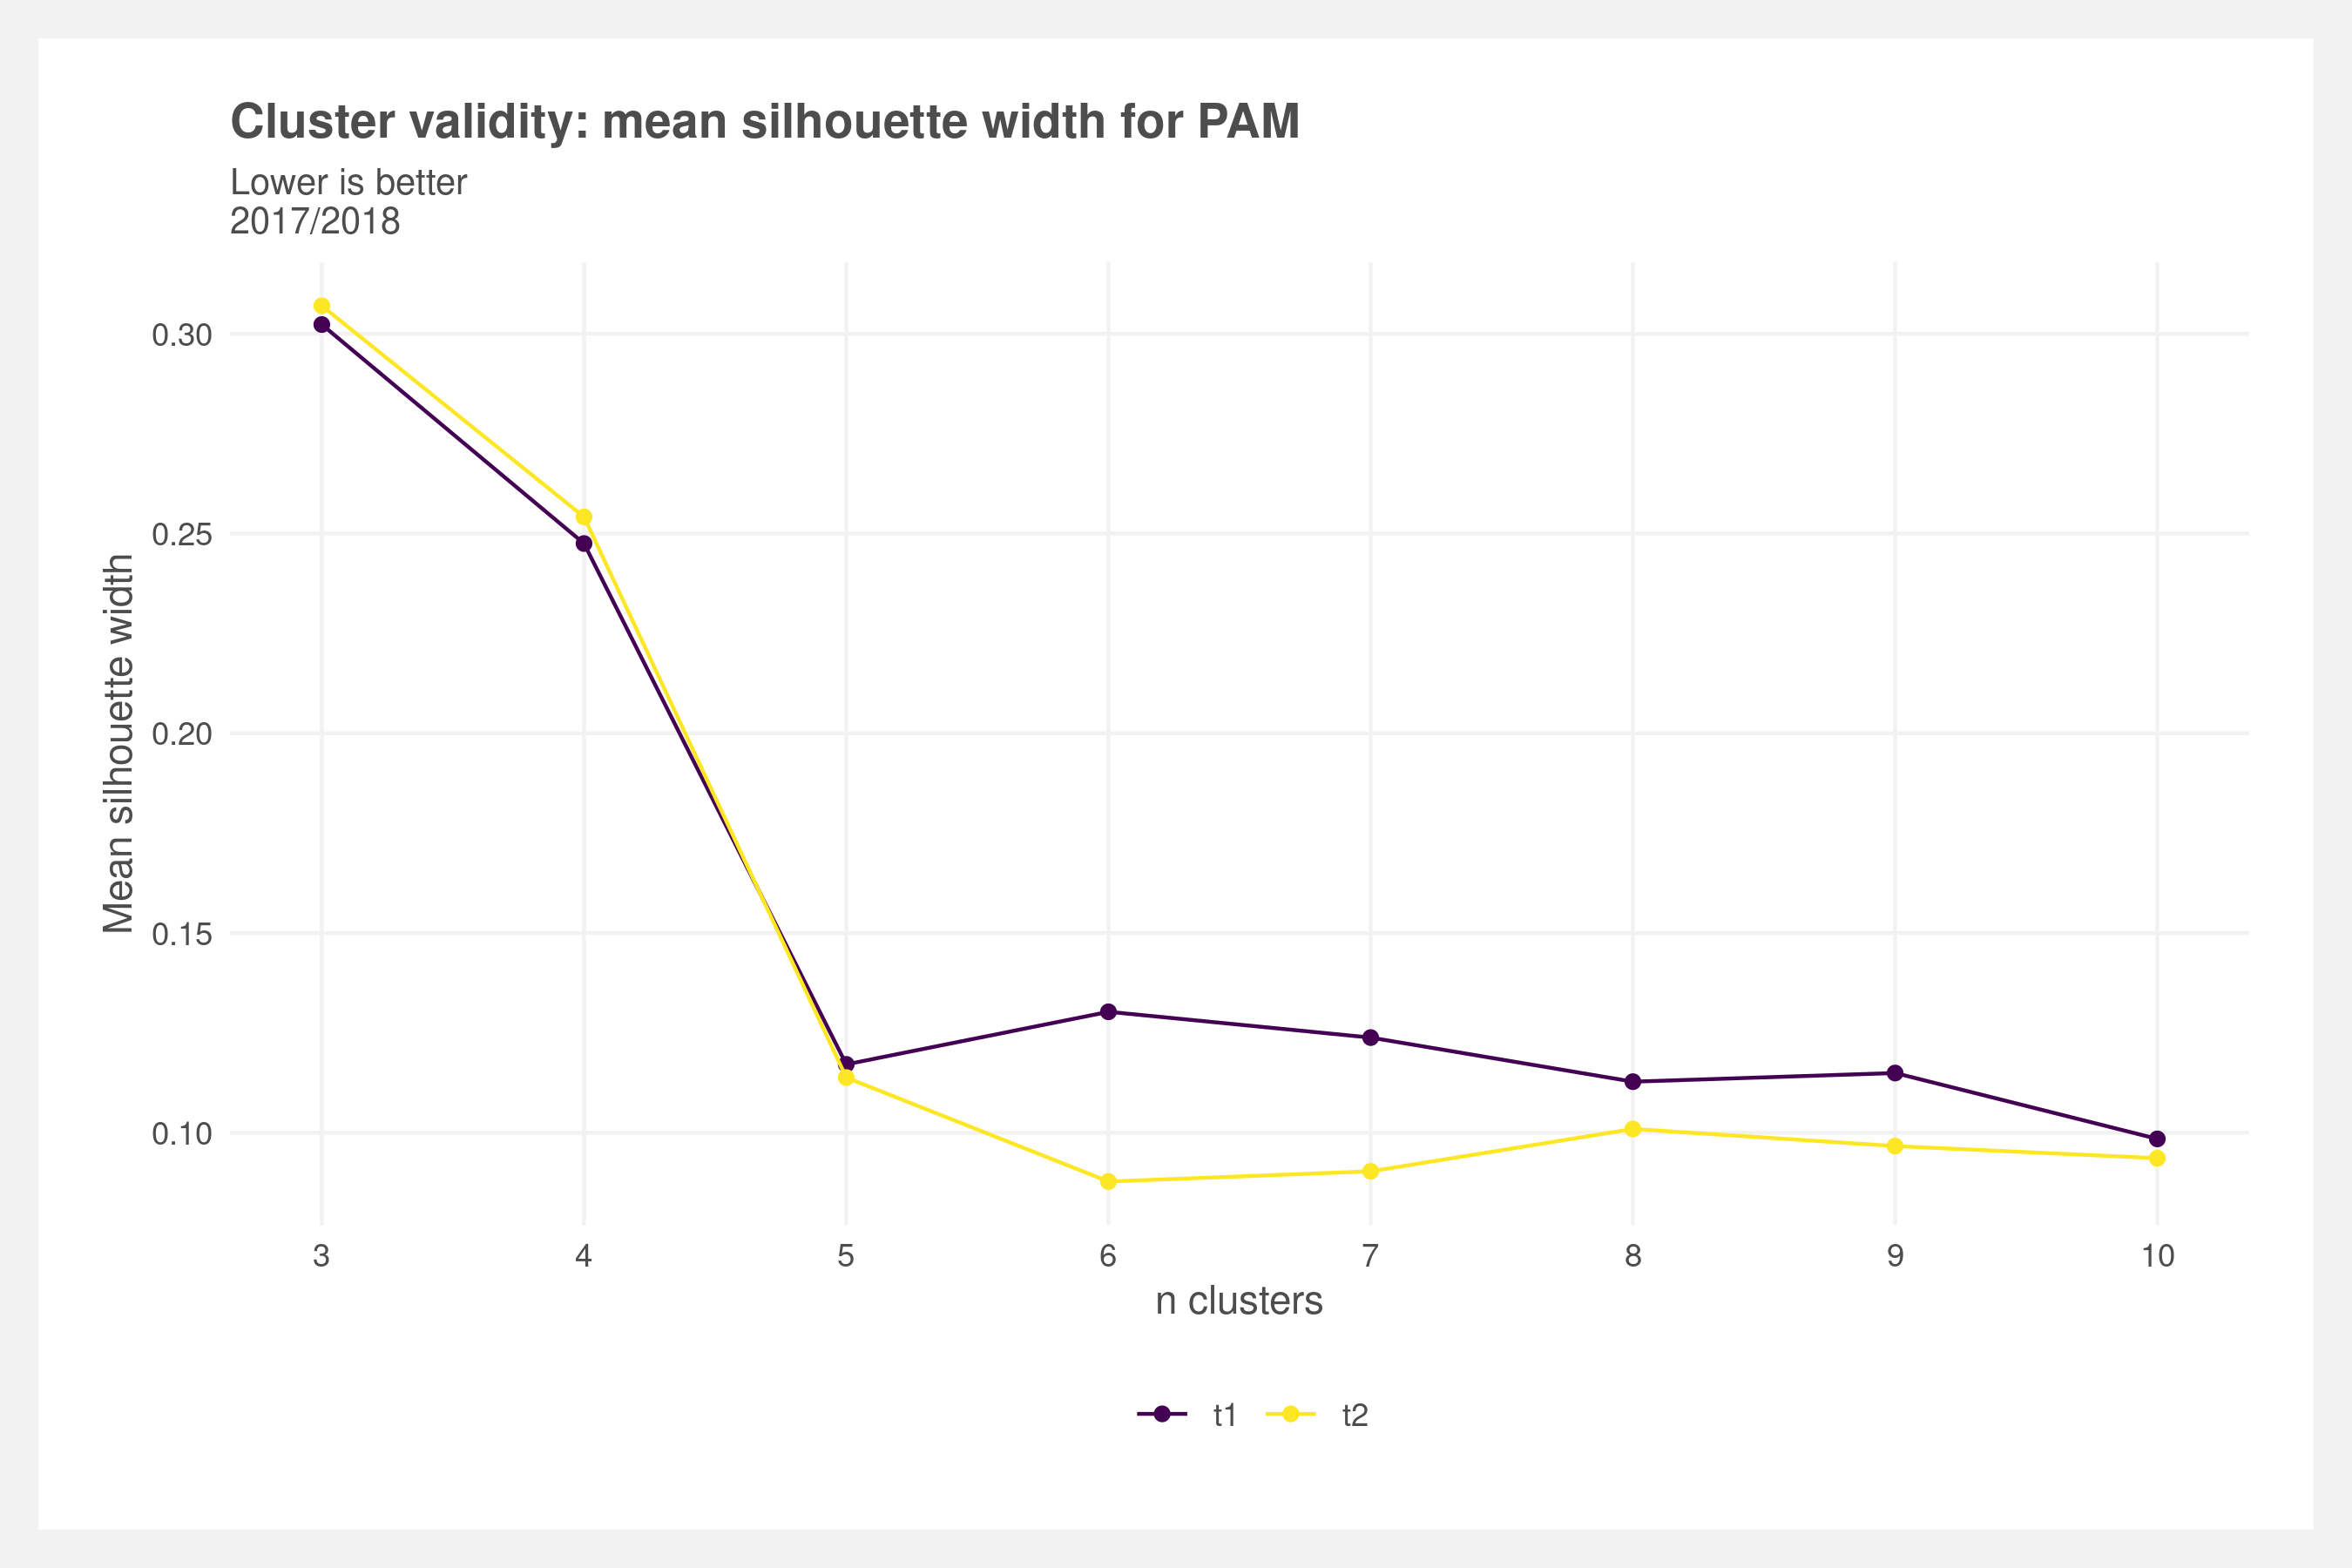 Cluster validity: mean silhouette width for PAM
Lower is better
2017/2018
Mean silhouette width
0.30
0.25
0.20
0.15
0.10
3 4 5 6 7 8 9 10
n clusters
t1 t2